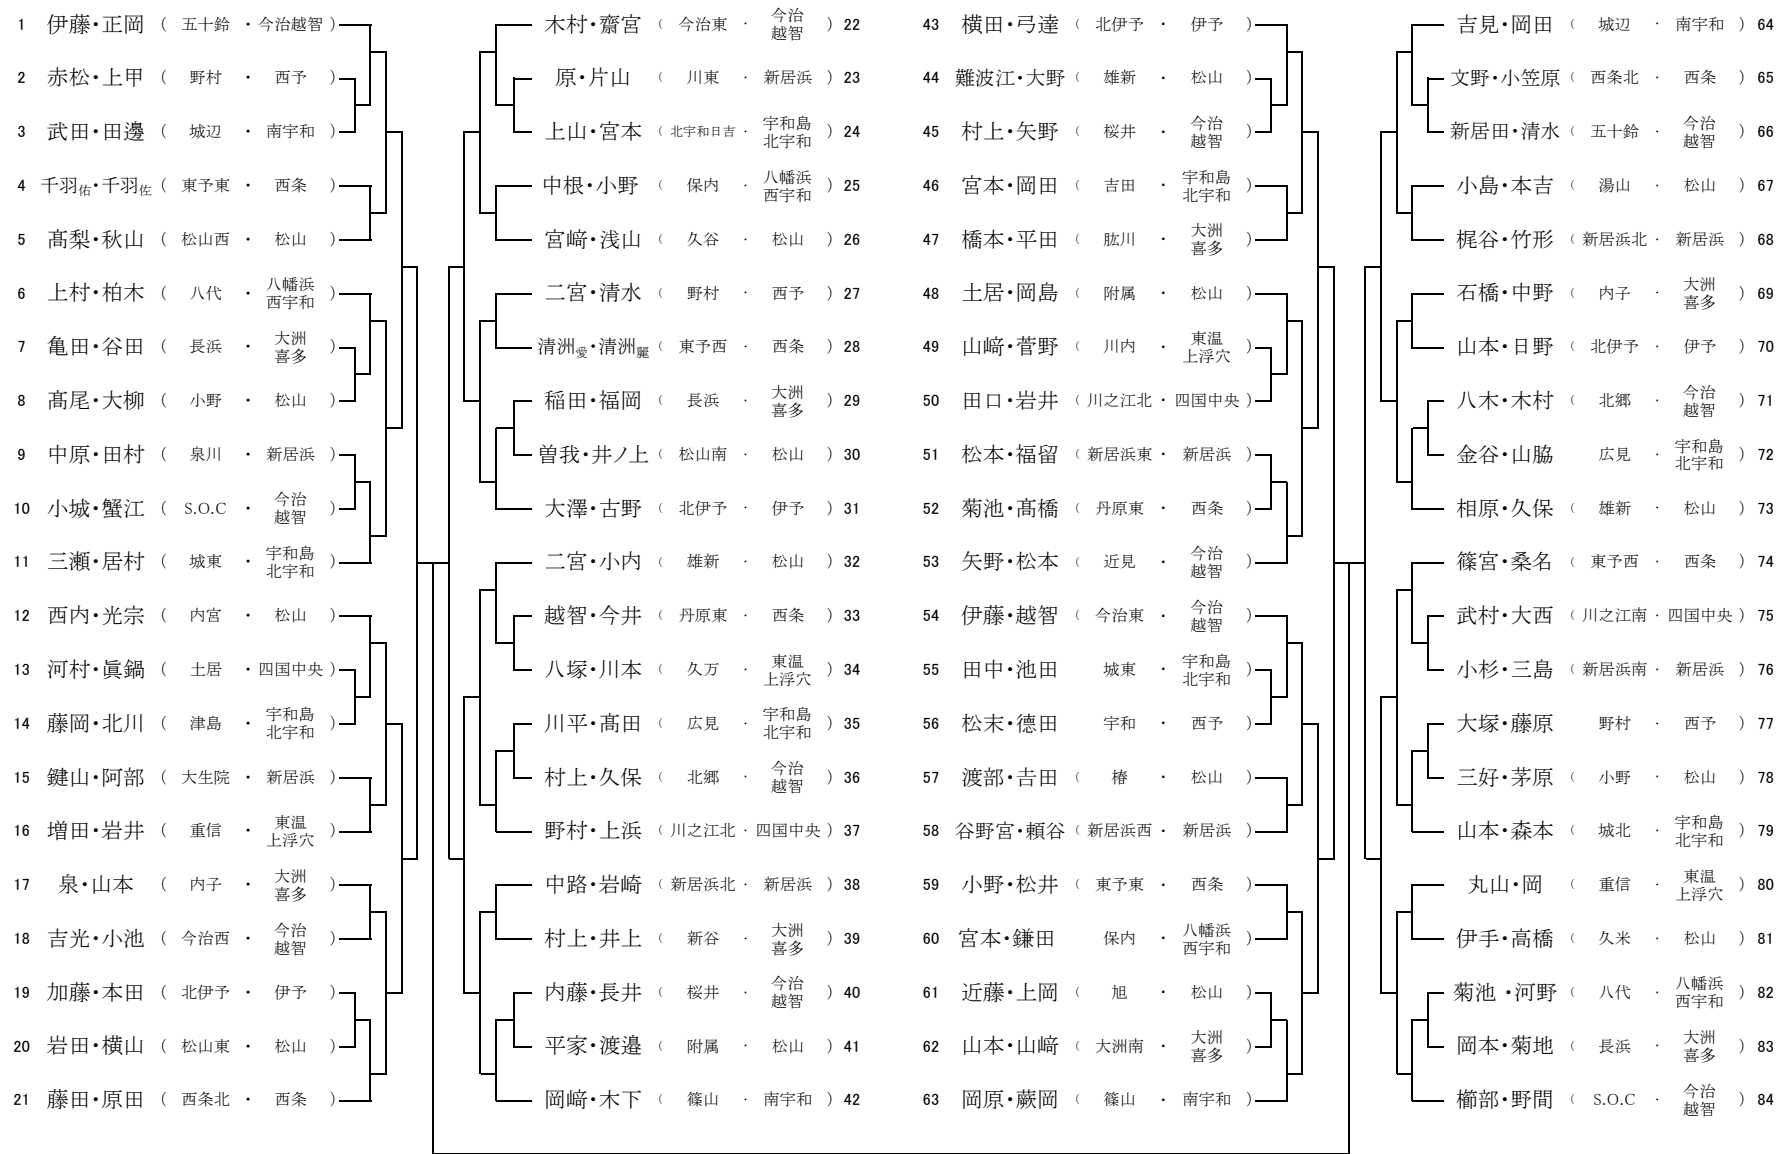 1 伊藤・正岡 ( 五十鈴 ・ 今治越智 )
2 赤松・上甲 ( 野村 ・ 西予 )
3 武田・田邊 ( 城辺 ・ 南宇和 )
4 千羽佑・千羽佐 ( 東予東 ・ 西条 )
5 髙梨・秋山 ( 松山西 ・ 松山 )
6 上村・柏木 ( 八代 ・ 八幡浜西宇和 )
7 亀田・谷田 ( 長浜 ・ 大洲喜多 )
8 髙尾・大柳 ( 小野 ・ 松山 )
9 中原・田村 ( 泉川 ・ 新居浜 )
10 小城・蟹江 ( S.O.C ・ 今治越智 )
11 三瀬・居村 ( 城東 ・ 宇和島北宇和 )
12 西内・光宗 ( 内宮 ・ 松山 )
13 河村・眞鍋 ( 土居 ・ 四国中央 )
14 藤岡・北川 ( 津島 ・ 宇和島北宇和 )
15 鍵山・阿部 ( 大生院 ・ 新居浜 )
16 増田・岩井 ( 重信 ・ 東温上浮穴 )
17 泉・山本 ( 内子 ・ 大洲喜多 )
18 吉光・小池 ( 今治西 ・ 今治越智 )
19 加藤・本田 ( 北伊予 ・ 伊予 )
20 岩田・横山 ( 松山東 ・ 松山 )
21 藤田・原田 ( 西条北 ・ 西条 )
木村・齋宮 ( 今治東 ・ 今治越智 ) 22
原・片山 ( 川東 ・ 新居浜 ) 23
上山・宮本 ( 北宇和日吉 ・ 宇和島北宇和 ) 24
中根・小野 ( 保内 ・ 八幡浜西宇和 ) 25
宮﨑・浅山 ( 久谷 ・ 松山 ) 26
二宮・清水 ( 野村 ・ 西予 ) 27
清洲愛・清洲麗 ( 東予西 ・ 西条 ) 28
稲田・福岡 ( 長浜 ・ 大洲喜多 ) 29
曽我・井ノ上 ( 松山南 ・ 松山 ) 30
大澤・古野 ( 北伊予 ・ 伊予 ) 31
二宮・小内 ( 雄新 ・ 松山 ) 32
越智・今井 ( 丹原東 ・ 西条 ) 33
八塚・川本 ( 久万 ・ 東温上浮穴 ) 34
川平・髙田 ( 広見 ・ 宇和島北宇和 ) 35
村上・久保 ( 北郷 ・ 今治越智 ) 36
野村・上浜 ( 川之江北 ・ 四国中央 ) 37
中路・岩崎 ( 新居浜北 ・ 新居浜 ) 38
村上・井上 ( 新谷 ・ 大洲喜多 ) 39
内藤・長井 ( 桜井 ・ 今治越智 ) 40
平家・渡邉 ( 附属 ・ 松山 ) 41
岡﨑・木下 ( 篠山 ・ 南宇和 ) 42
43 横田・弓達 ( 北伊予 ・ 伊予 )
44 難波江・大野 ( 雄新 ・ 松山 )
45 村上・矢野 ( 桜井 ・ 今治越智 )
46 宮本・岡田 ( 吉田 ・ 宇和島北宇和 )
47 橋本・平田 ( 肱川 ・ 大洲喜多 )
48 土居・岡島 ( 附属 ・ 松山 )
49 山﨑・菅野 ( 川内 ・ 東温上浮穴 )
50 田口・岩井 ( 川之江北 ・ 四国中央 )
51 松本・福留 ( 新居浜東 ・ 新居浜 )
52 菊池・髙橋 ( 丹原東 ・ 西条 )
53 矢野・松本 ( 近見 ・ 今治越智 )
54 伊藤・越智 ( 今治東 ・ 今治越智 )
55 田中・池田 城東 ・ 宇和島北宇和 )
56 松末・德田 宇和 ・ 西予 )
57 渡部・𠮷田 ( 椿 ・ 松山 )
58 谷野宮・頼谷 ( 新居浜西 ・ 新居浜 )
59 小野・松井 ( 東予東 ・ 西条 )
60 宮本・鎌田 保内 ・ 八幡浜西宇和 )
61 近藤・上岡 ( 旭 ・ 松山 )
62 山本・山﨑 ( 大洲南 ・ 大洲喜多 )
63 岡原・蕨岡 ( 篠山 ・ 南宇和 )
吉見・岡田 ( 城辺 ・ 南宇和 ) 64
文野・小笠原 ( 西条北 ・ 西条 ) 65
新居田・清水 ( 五十鈴 ・ 今治越智 ) 66
小島・本吉 ( 湯山 ・ 松山 ) 67
梶谷・竹形 ( 新居浜北 ・ 新居浜 ) 68
石橋・中野 ( 内子 ・ 大洲喜多 ) 69
山本・日野 ( 北伊予 ・ 伊予 ) 70
八木・木村 ( 北郷 ・ 今治越智 ) 71
金谷・山脇 広見 ・ 宇和島北宇和 ) 72
相原・久保 ( 雄新 ・ 松山 ) 73
篠宮・桑名 ( 東予西 ・ 西条 ) 74
武村・大西 ( 川之江南 ・ 四国中央 ) 75
小杉・三島 ( 新居浜南 ・ 新居浜 ) 76
大塚・藤原 野村 ・ 西予 ) 77
三好・茅原 ( 小野 ・ 松山 ) 78
山本・森本 ( 城北 ・ 宇和島北宇和 ) 79
丸山・岡 ( 重信 ・ 東温上浮穴 ) 80
伊手・高橋 ( 久米 ・ 松山 ) 81
菊池・河野 ( 八代 ・ 八幡浜西宇和 ) 82
岡本・菊地 ( 長浜 ・ 大洲喜多 ) 83
櫛部・野間 ( S.O.C ・ 今治越智 ) 84